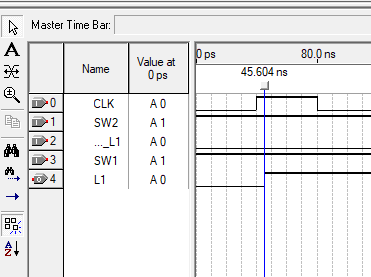 Master Time Bar:
A
Name
Value at
0 ps
0 ps
80.0 ns
45.604 ns
0
CLK
A 0
1
SW2
A 1
2
..._L1
A 0
3
SW1
A 1
4
L1
A 0
A
Z